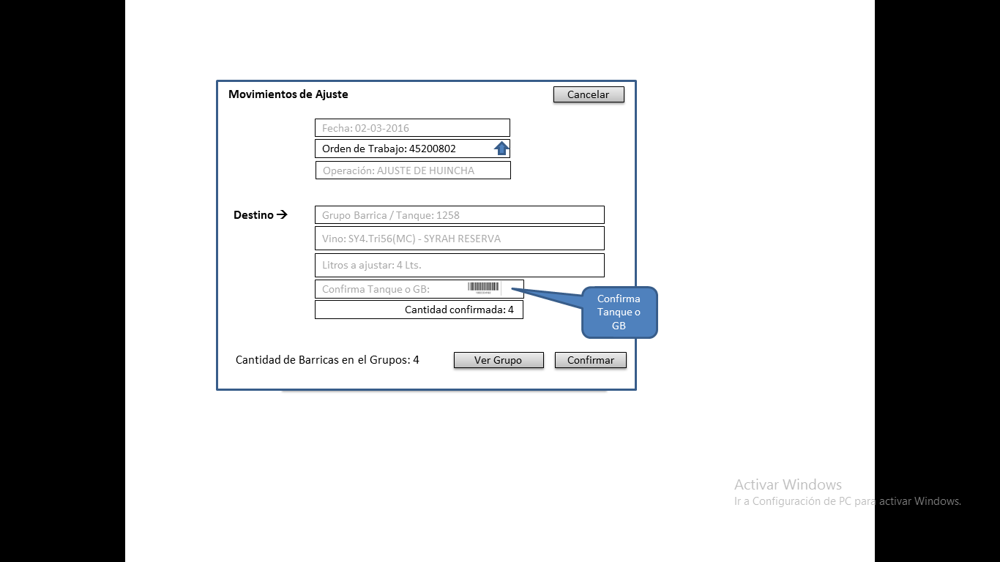 Movimientos de Ajuste
Cancelar
Fecha: 02-03-2016
Orden de Trabajo: 45200802
Operación: AJUSTE DE HUINCHA
Destino →
Grupo Barrica / Tanque: 1258
Vino: SY4.Tri56(MC) - SYRAH RESERVA
Litros a ajustar: 4 Lts.
Confirma Tanque o GB:
Cantidad confirmada: 4
Confirma
Tanque o
GB
Cantidad de Barricas en el Grupos: 4
Ver Grupo
Confirmar
Activar Windows
Ir a Configuración de PC para activar Windows.